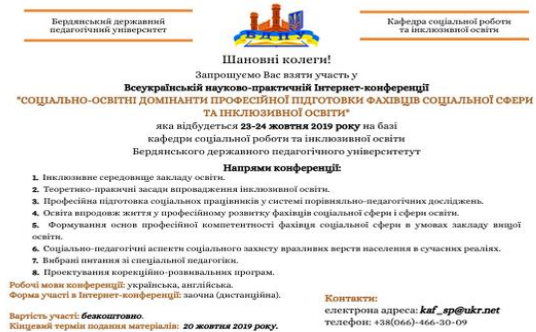 Бердянський державний
педагогічний університет
Кафедра соціальної роботи
та інклюзивної освіти
БДПУ
Шановні колеги!
Запрошуємо Вас взяти участь у
Всеукраїнській науково-практичній Інтернет-конференції
"СОЦІАЛЬНО-ОСВІТНІ ДОМІНАНТИ ПРОФЕСІЙНОЇ ПІДГОТОВКИ ФАХІВЦІВ СОЦІАЛЬНОЇ СФЕРИ
ТА ІНКЛЮЗИВНОЇ ОСВІТИ"
яка відбудеться 23-24 жовтня 2019 року на базі
кафедри соціальної роботи та інклюзивної освіти
Бердянського державного педагогічного університетут
Напрями конференції:
1. Інклюзивне середовище закладу освіти.
2. Теоретико-пракичні засади впровадження інклюзивної освіти.
3. Професійна підготовка соціальних працівників у системі порівняльно-педагогічних досліджень.
4. Освіта впродовж життя у професійному розвитку фахівців соціальної сфери і сфери освіти.
5. Формування основ професійної компетентності фахівця соціальної сфери в умовах закладу вищої
освіти.
6. Соціально-педагогічні аспекти соціального захисту вразливих верств населення в сучасних реаліях.
7. Вибрані питання зі спеціальної педагогіки.
8. Проектування корекційно-розвивальних програм.
Робочі мови конференції: українська, англійська.
Форма участі в Інтернет-конференції: заочна (дистанційна).
Вартість участі: безкоштовно.
Кінцевий термін подання матеріалів: 20 жовтня 2019 року.
Контакти:
електрона адреса: kaf_sp@ukr.net
телефон: +38(066)-466-30-09